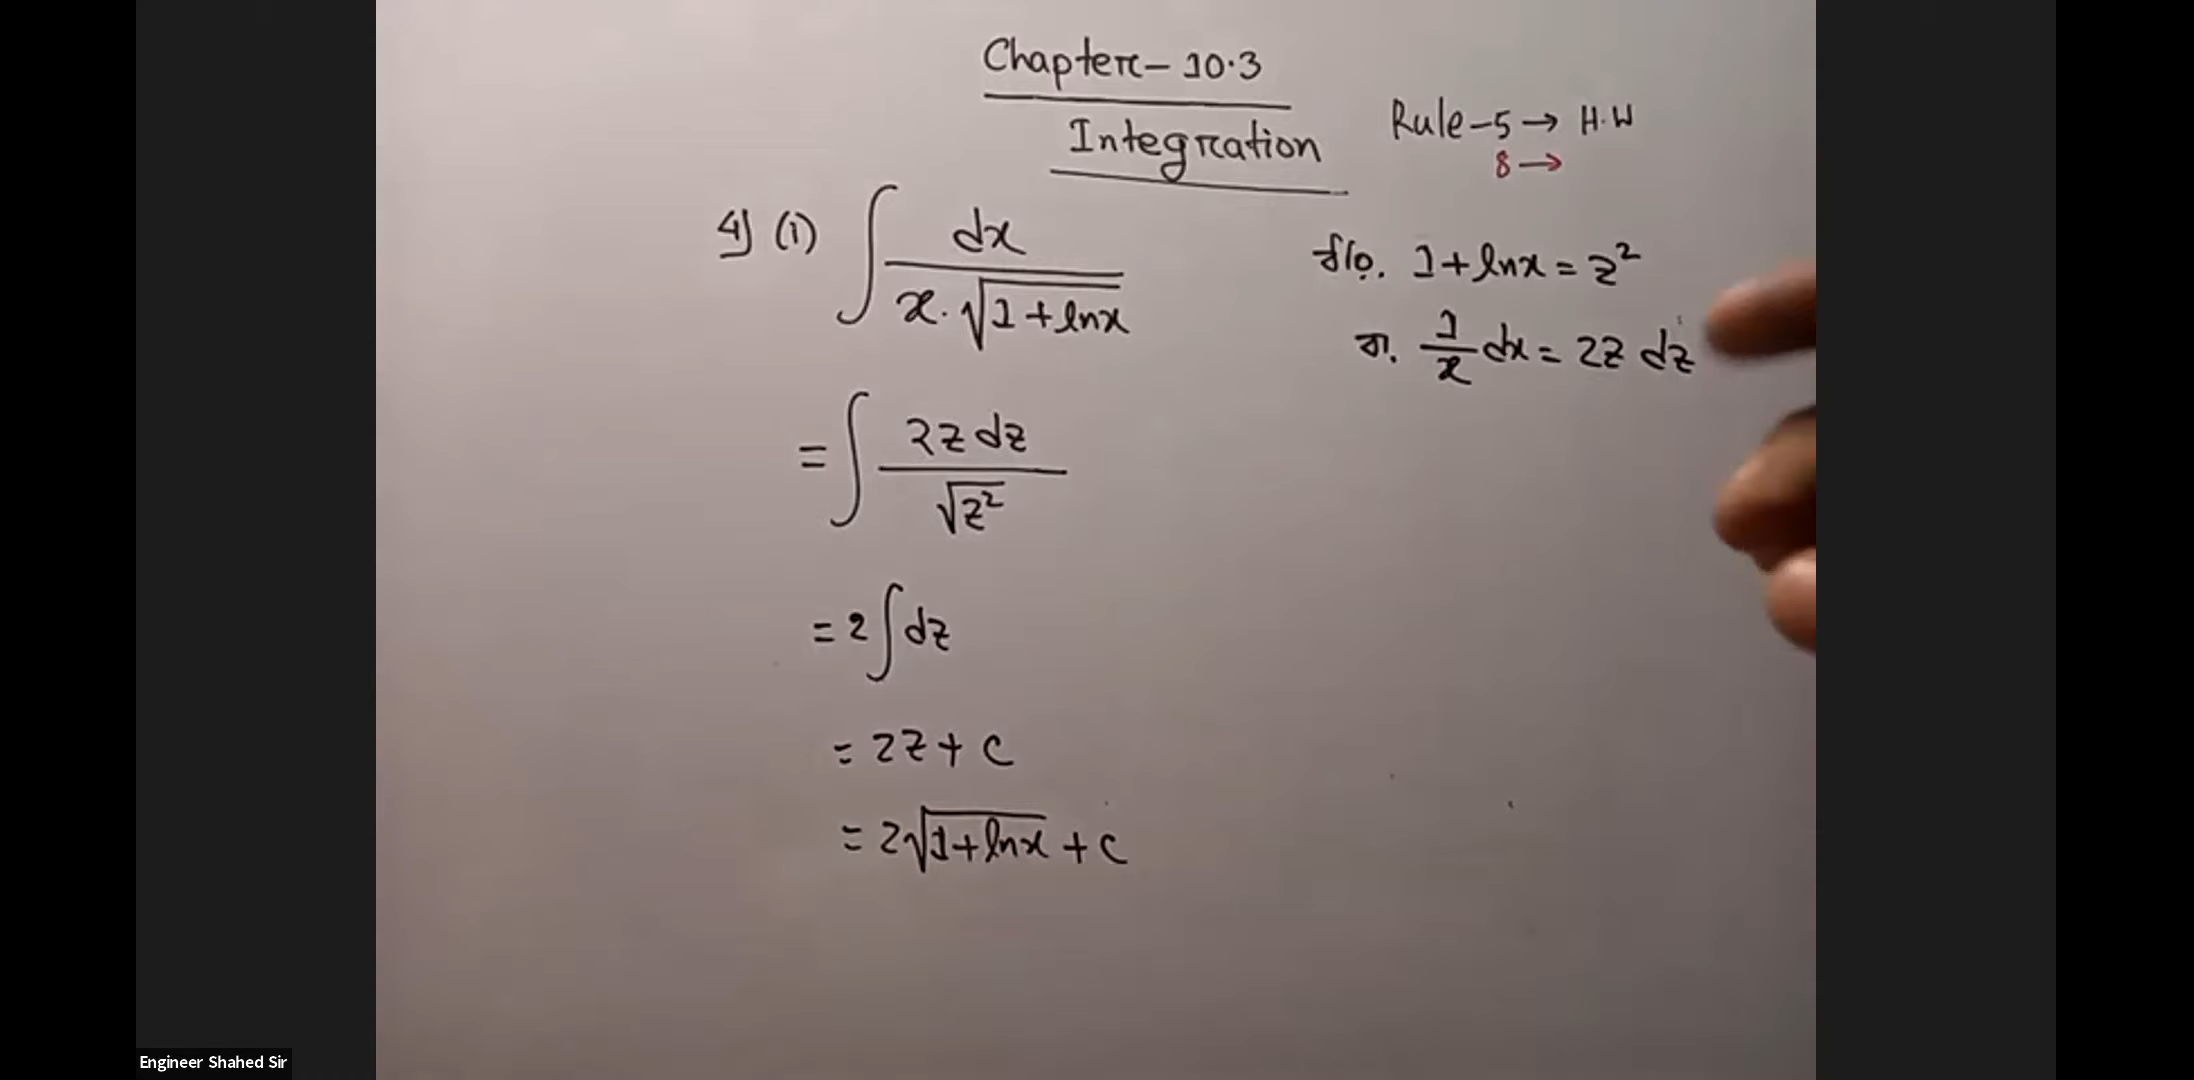 Chapter- 10.3
Integration
Rule-5 → H.W
8 →
4) (i) ∫ dx / x.√1+lnx
ধরি, 1+lnx = z²
বা, 1/x dx = 2z dz
= ∫ 2z dz / √z²
= 2∫dz
= 2z + c
= 2√1+lnx + c
Engineer Shahed Sir